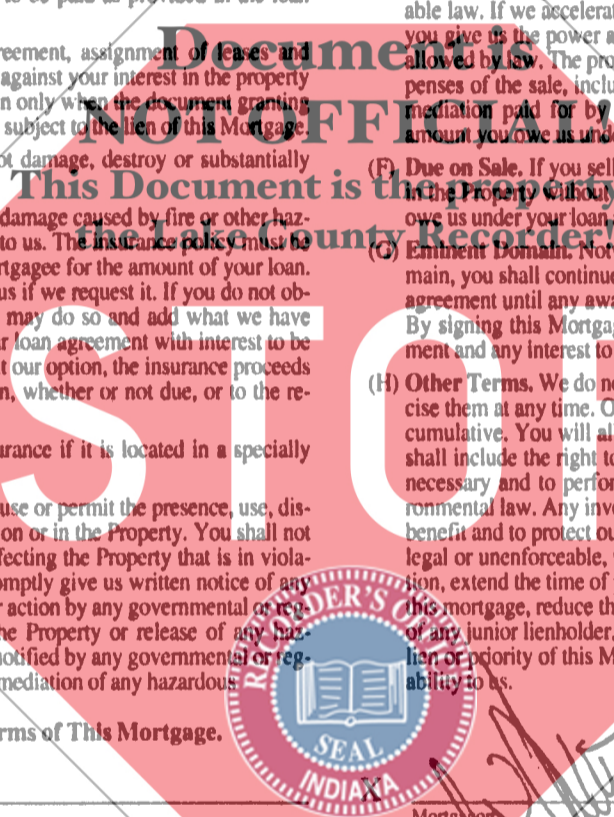 reement, assignment of leases and
against your interest in the property
n only when the document granting
subject to the lien of this Mortgage.
ot damage, destroy or substantially
damage caused by fire or other haz-
to us. The insurance policy must be
rtgagee for the amount of your loan.
us if we request it. If you do not ob-
may do so and add what we have
r loan agreement with interest to be
t our option, the insurance proceeds
n, whether or not due, or to the re-
urance if it is located in a specially
use or permit the presence, use, dis-
on or in the Property. You shall not
fecting the Property that is in viola-
omptly give us written notice of any
r action by any governmental or reg-
he Property or release of any haz-
notified by any governmental or reg-
mediation of any hazardous
rms of This Mortgage.
able law. If we accelerat
you give us the power a
allowed by law. The pro
penses of the sale, inclu
mediation paid for by
amount you owe us unde
(F) Due on Sale. If you sell
in the Property without
owe us under your loan
(G) Eminent Domain. Not
main, you shall continue
agreement until any awa
By signing this Mortga
ment and any interest to
(H) Other Terms. We do no
cise them at any time. O
cumulative. You will al
shall include the right to
necessary and to perfor
ronmental law. Any inve
benefit and to protect ou
legal or unenforceable,
tion, extend the time of
this mortgage, reduce th
of any junior lienholder,
lien or priority of this M
ability to us.
X
Document is
NOT OFFICIAL
This Document is the property
the Lake County Recorder!
STOP
RECORDER'S OF
SEAL
INDIANA